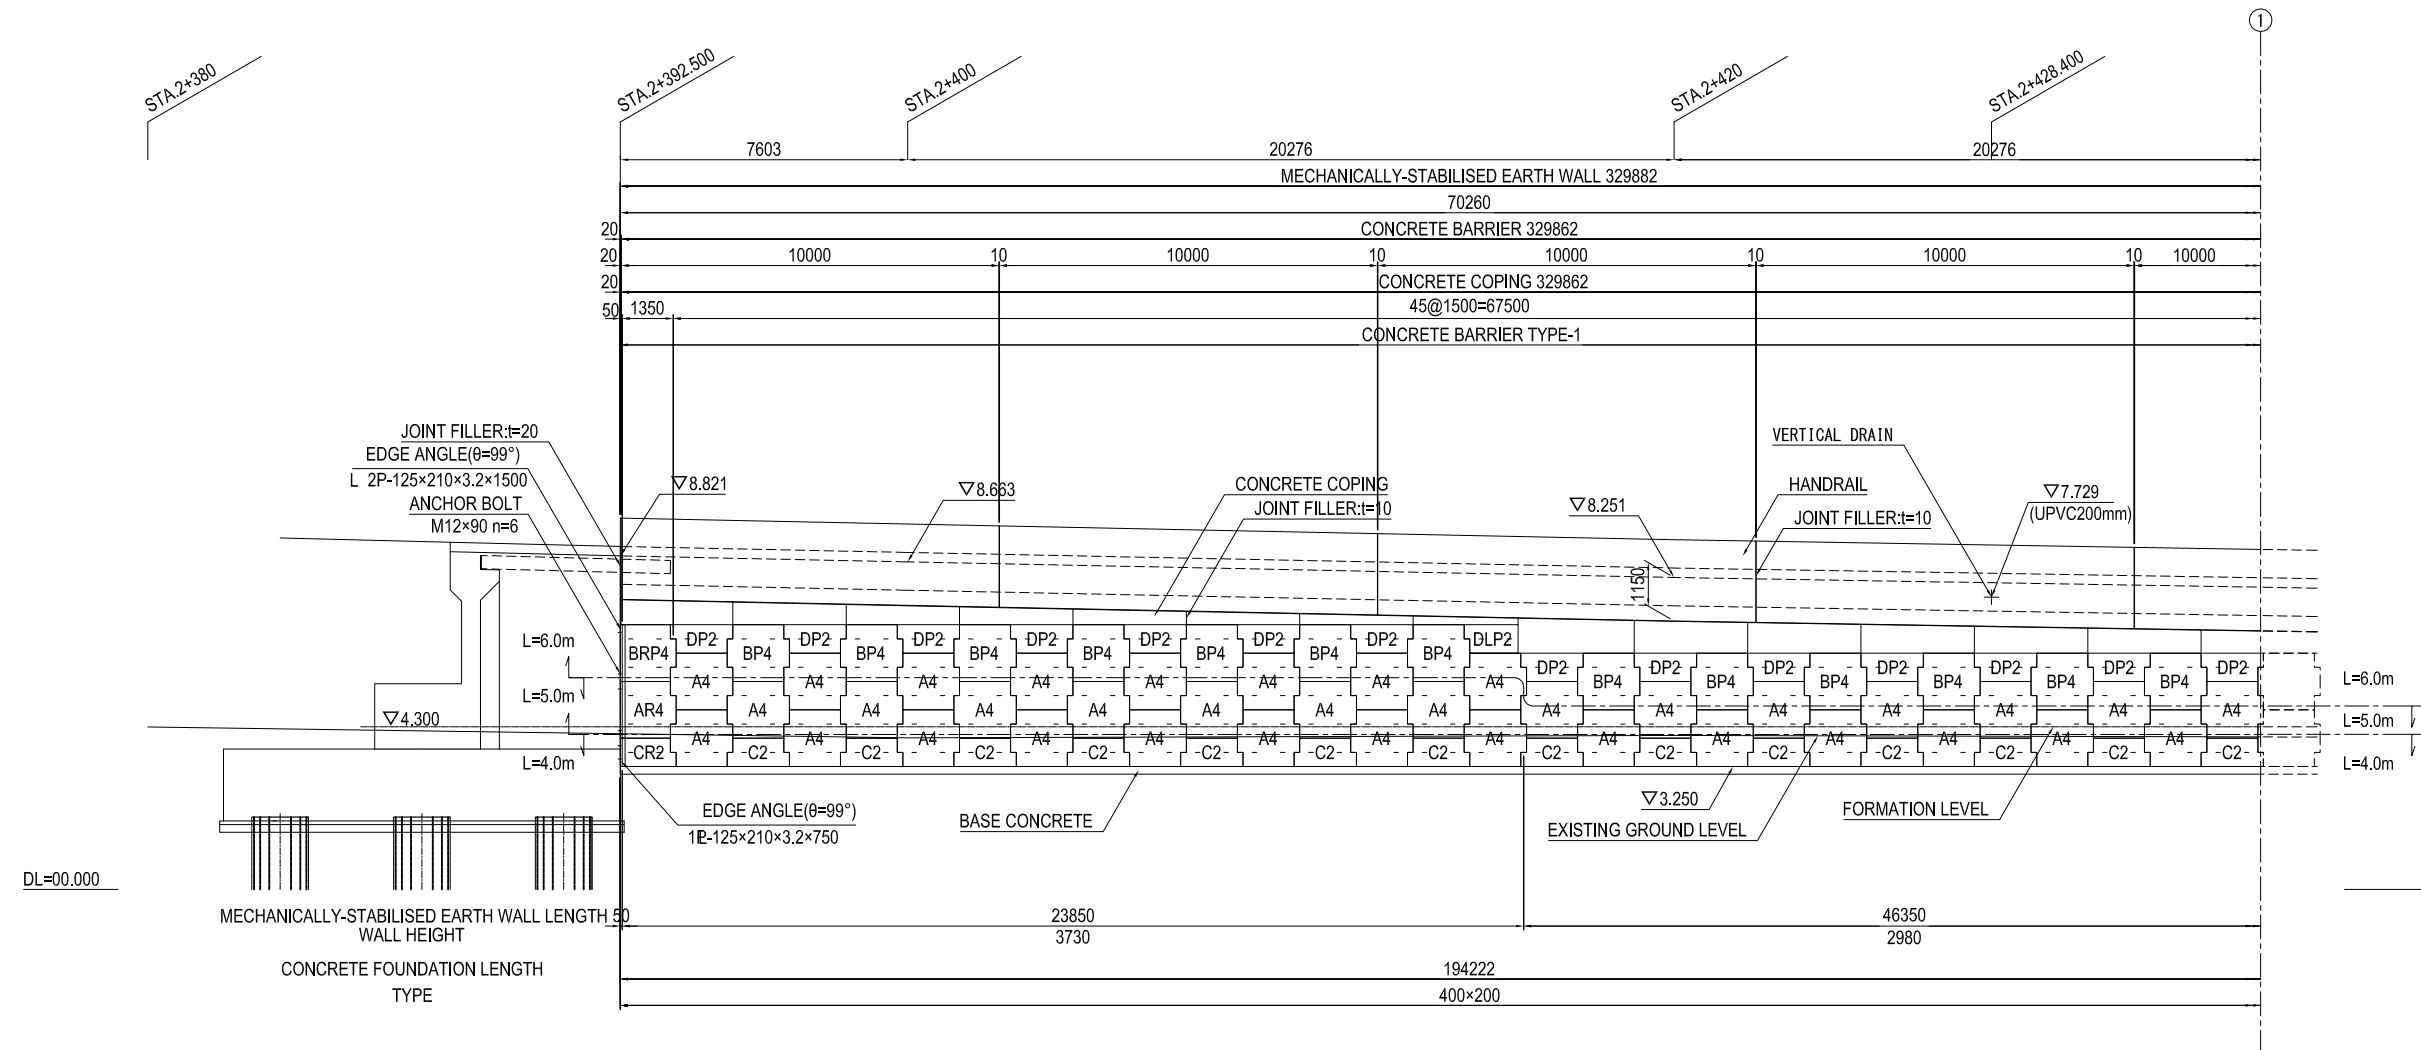 1
STA.2+380
STA.2+392.500
STA.2+400
STA.2+420
STA.2+428.400
7603
20276
20276
MECHANICALLY-STABILISED EARTH WALL 329882
70260
20
CONCRETE BARRIER 329862
20
10000
10
10000
10
10000
10
10000
10
10000
20
CONCRETE COPING 329862
50
1350
45@1500=67500
CONCRETE BARRIER TYPE-1
JOINT FILLER:t=20
EDGE ANGLE(θ=99°)
L 2P-125×210×3.2×1500
ANCHOR BOLT
M12×90 n=6
▽8.821
▽8.663
CONCRETE COPING
JOINT FILLER:t=10
▽8.251
VERTICAL DRAIN
HANDRAIL
JOINT FILLER:t=10
▽7.729
(UPVC200mm)
1150
L=6.0m
L=5.0m
▽4.300
L=4.0m
DP2 DP2 DP2 DP2 DP2 DP2 DP2 DLP2
BRP4 BP4 BP4 BP4 BP4 BP4 BP4 BP4
DP2 DP2 DP2 DP2 DP2 DP2 DP2
A4 A4 A4 A4 A4 A4 A4 A4
BP4 BP4 BP4 BP4 BP4 BP4
AR4 A4 A4 A4 A4 A4 A4 A4 A4 A4 A4 A4 A4 A4 A4
A4 A4 A4 A4 A4 A4 A4 A4 A4 A4 A4 A4 A4 A4
CR2 C2 C2 C2 C2 C2 C2 C2 C2 C2 C2 C2 C2 C2 C2
L=6.0m
L=5.0m
L=4.0m
EDGE ANGLE(θ=99°)
BASE CONCRETE
▽3.250
EXISTING GROUND LEVEL
FORMATION LEVEL
DL=00.000
MECHANICALLY-STABILISED EARTH WALL LENGTH
50
23850
46350
WALL HEIGHT
3730
2980
CONCRETE FOUNDATION LENGTH
194222
TYPE
400×200